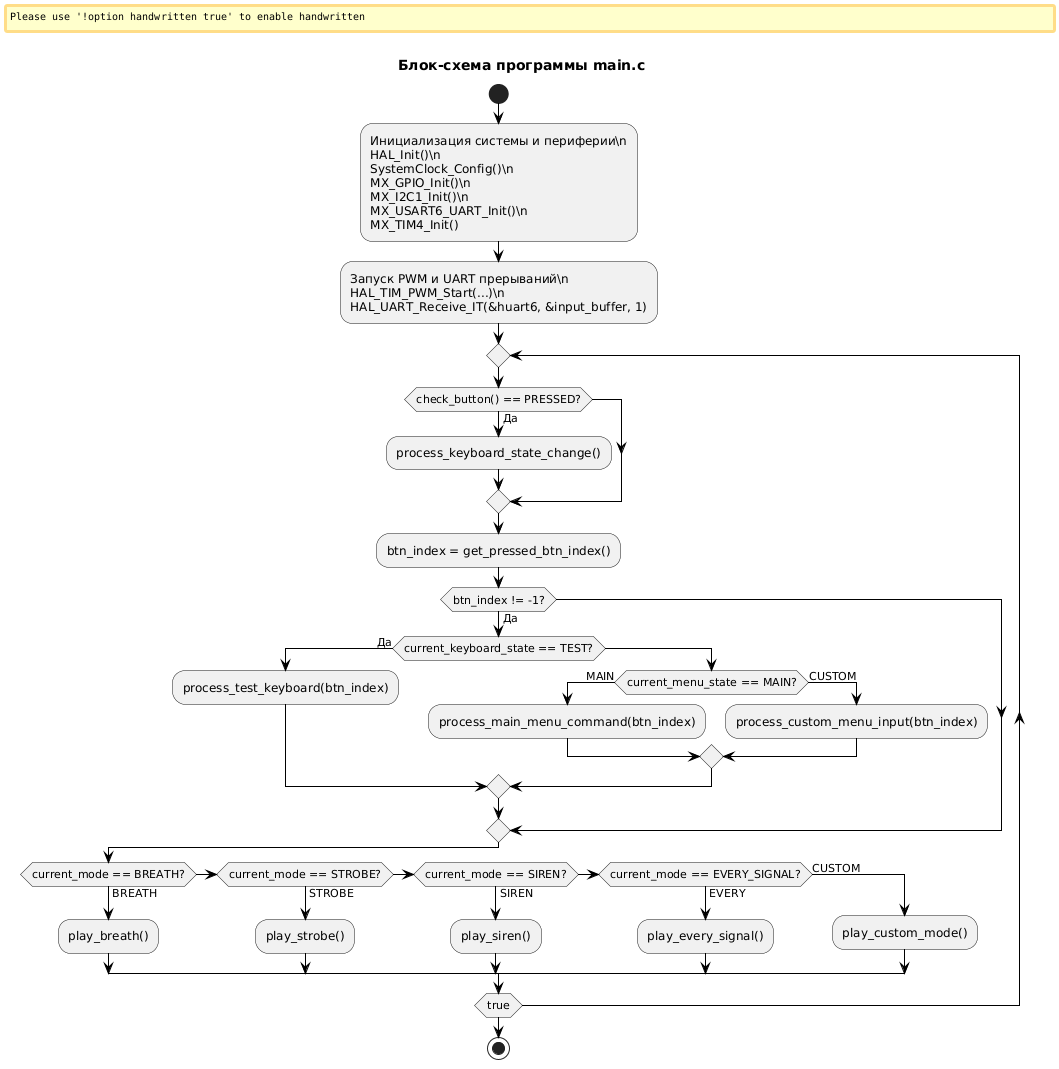 Please use '!option handwritten true' to enable handwritten
Блок-схема программы main.c
Инициализация системы и периферии\n
HAL_Init()\n
SystemClock_Config()\n
MX_GPIO_Init()\n
MX_I2C1_Init()\n
MX_USART6_UART_Init()\n
MX_TIM4_Init()
Запуск PWM и UART прерываний\n
HAL_TIM_PWM_Start(...)\n
HAL_UART_Receive_IT(&huart6, &input_buffer, 1)
check_button() == PRESSED?
Да
process_keyboard_state_change()
btn_index = get_pressed_btn_index()
btn_index != -1?
Да
Да
current_keyboard_state == TEST?
process_test_keyboard(btn_index)
MAIN
current_menu_state == MAIN?
CUSTOM
process_main_menu_command(btn_index)
process_custom_menu_input(btn_index)
current_mode == BREATH?
current_mode == STROBE?
current_mode == SIREN?
current_mode == EVERY_SIGNAL?
CUSTOM
BREATH
STROBE
SIREN
EVERY
play_breath()
play_strobe()
play_siren()
play_every_signal()
play_custom_mode()
true